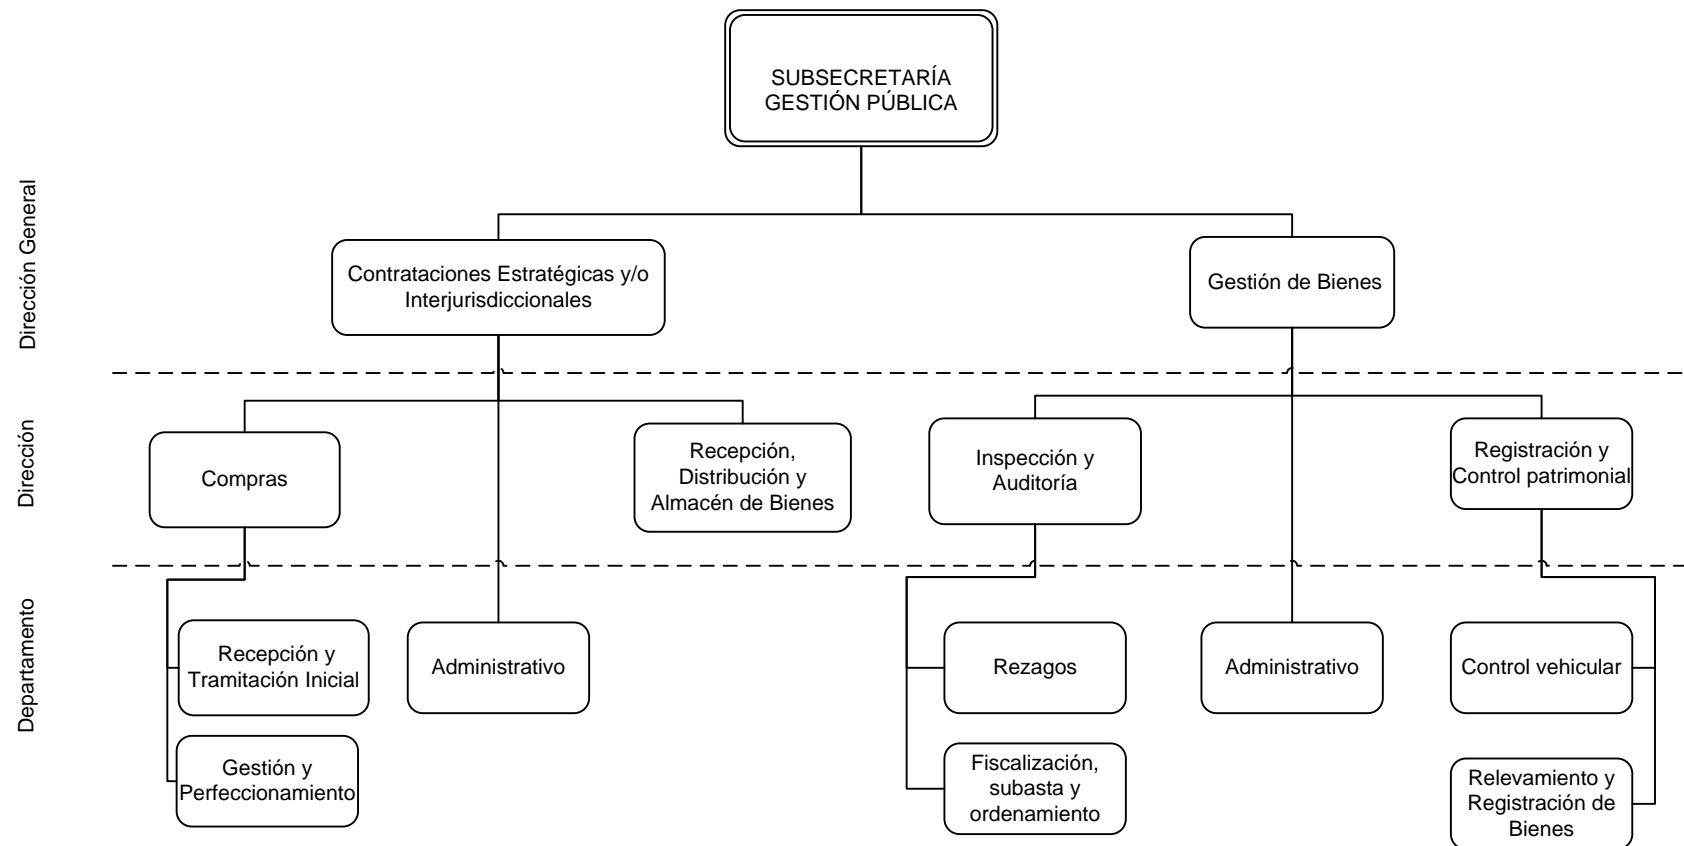 SUBSECRETARÍA
GESTIÓN PÚBLICA
Dirección General
Contrataciones Estratégicas y/o
Interjurisdiccionales
Gestión de Bienes
Dirección
Compras
Recepción,
Distribución y
Almacén de Bienes
Inspección y
Auditoría
Registración y
Control patrimonial
Departamento
Recepción y
Tramitación Inicial
Administrativo
Rezagos
Administrativo
Control vehicular
Gestión y
Perfeccionamiento
Fiscalización,
subasta y
ordenamiento
Relevamiento y
Registración de
Bienes